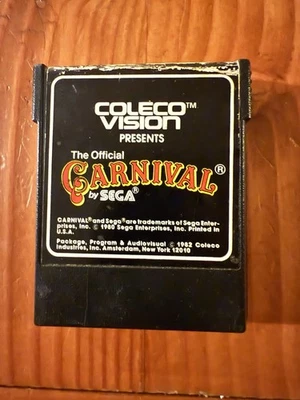 COLECO™
VISION
PRESENTS
The Official
CARNIVAL®
by SEGA®
CARNIVAL® and Sega® are trademarks of Sega Enter-
prises, Inc. © 1980 Sega Enterprises, Inc. Printed in
U.S.A.
Package, Program & Audiovisual © 1982 Coleco
Industries, Inc. Amsterdam, New York 12010